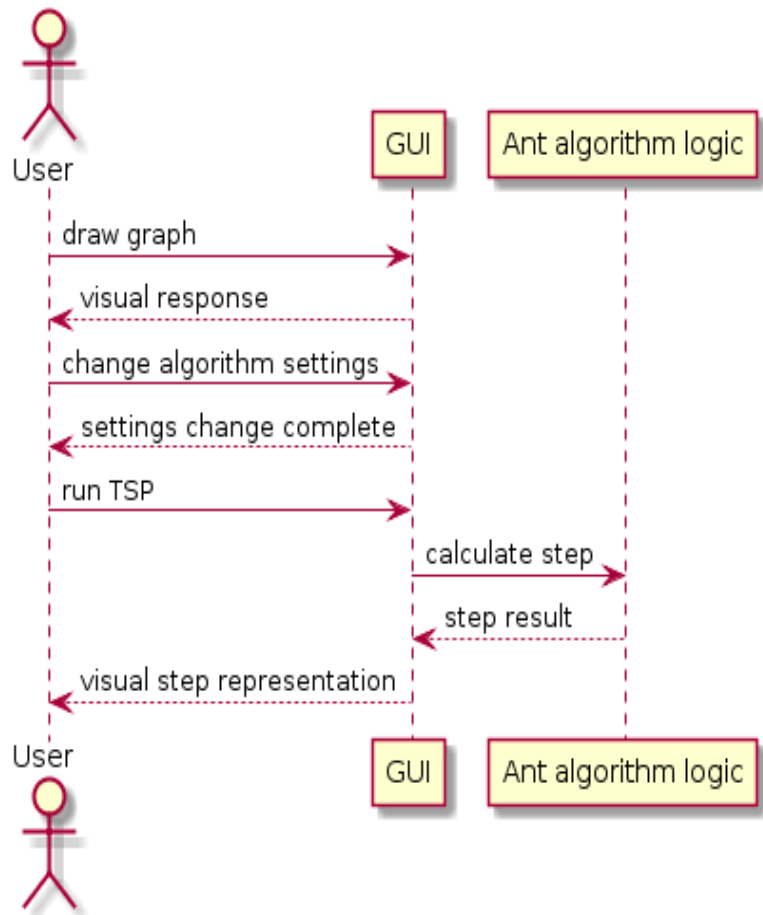 User
GUI
Ant algorithm logic
draw graph
visual response
change algorithm settings
settings change complete
run TSP
calculate step
step result
visual step representation
User
GUI
Ant algorithm logic